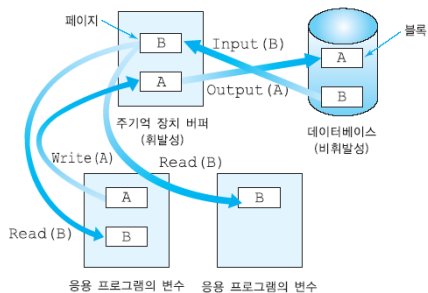 페이지
블록
B
Input(B)
A
A
Output(A)
B
주기억 장치 버퍼
(휘발성)
데이터베이스
(비휘발성)
Write(A)
Read(B)
A
B
B
Read(B)
응용 프로그램의 변수
응용 프로그램의 변수